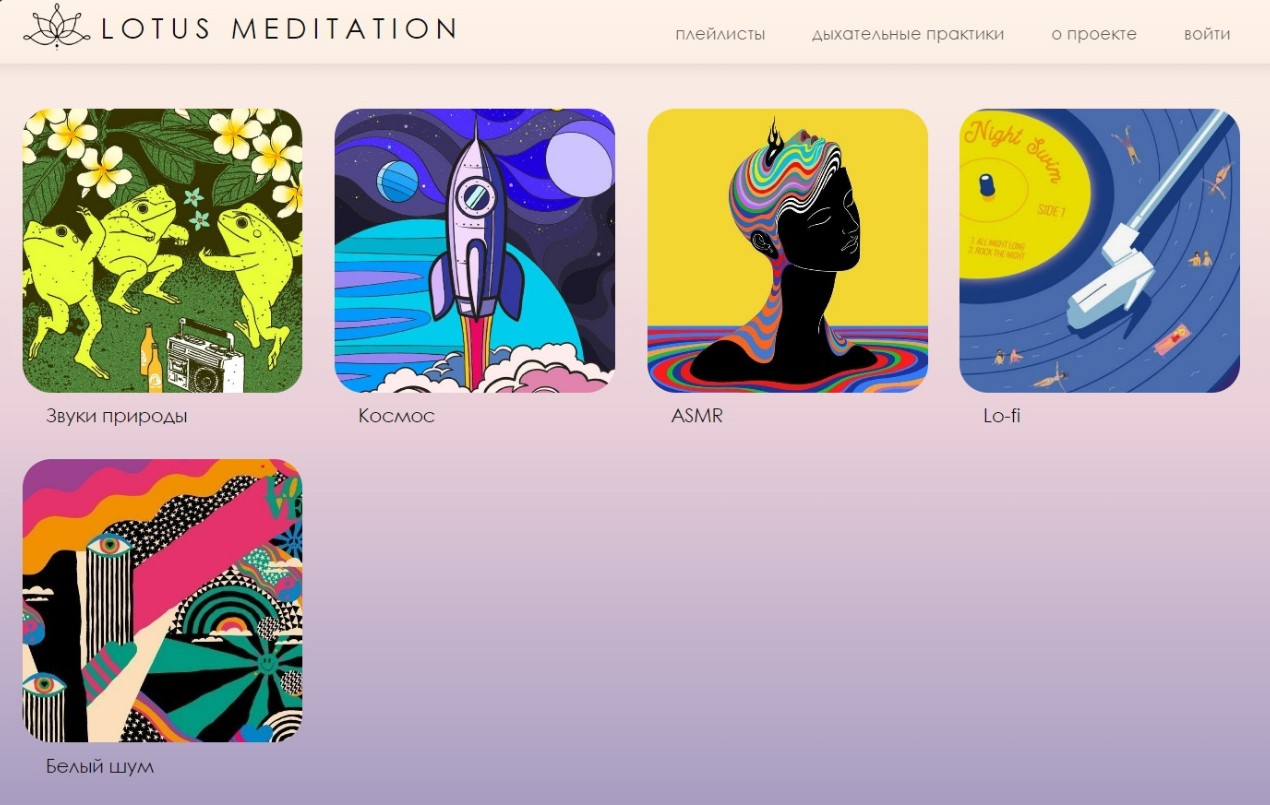 LOTUS MEDITATION
плейлисты дыхательные практики о проекте войти
Night Swim
SIDE 1
1. ALL NIGHT LONG
2. ROCK THE NIGHT
Звуки природы
Космос
ASMR
Lo-fi
LOVE
Белый шум